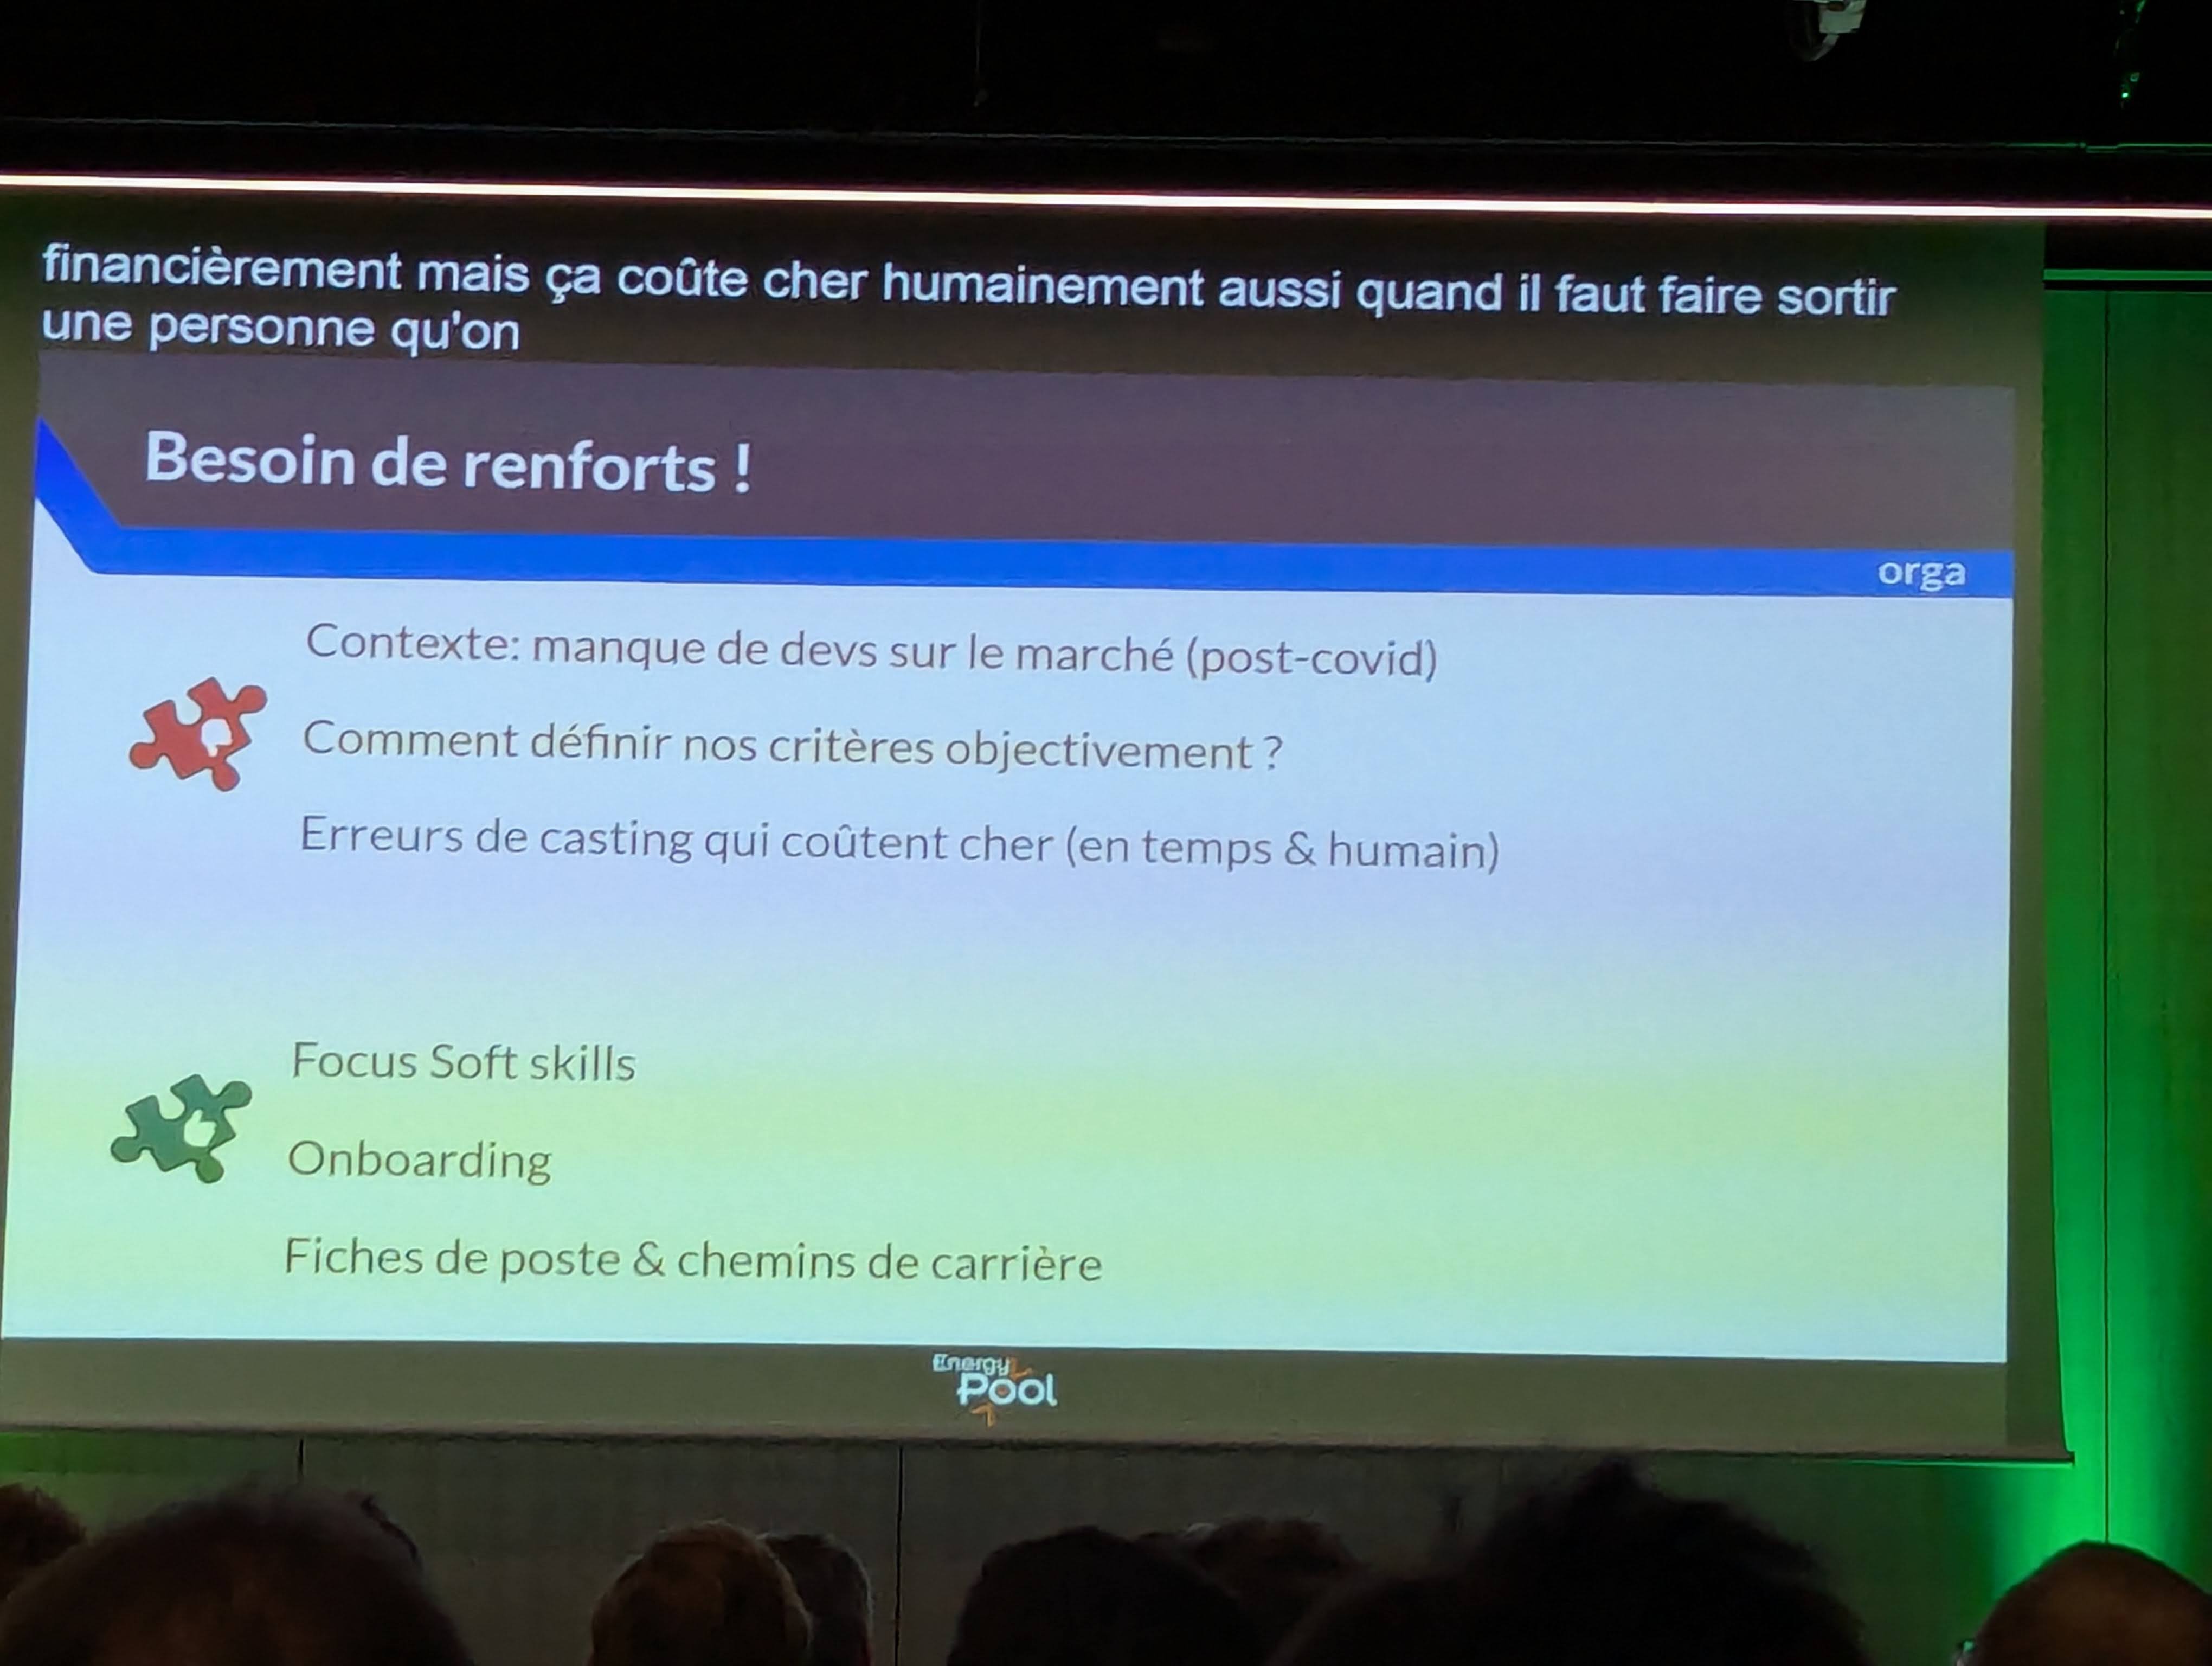 financièrement mais ça coûte cher humainement aussi quand il faut faire sortir
une personne qu'on
Besoin de renforts !
orga
Contexte: manque de devs sur le marché (post-covid)
Comment définir nos critères objectivement ?
Erreurs de casting qui coûtent cher (en temps & humain)
Focus Soft skills
Onboarding
Fiches de poste & chemins de carrière
Energy
Pool